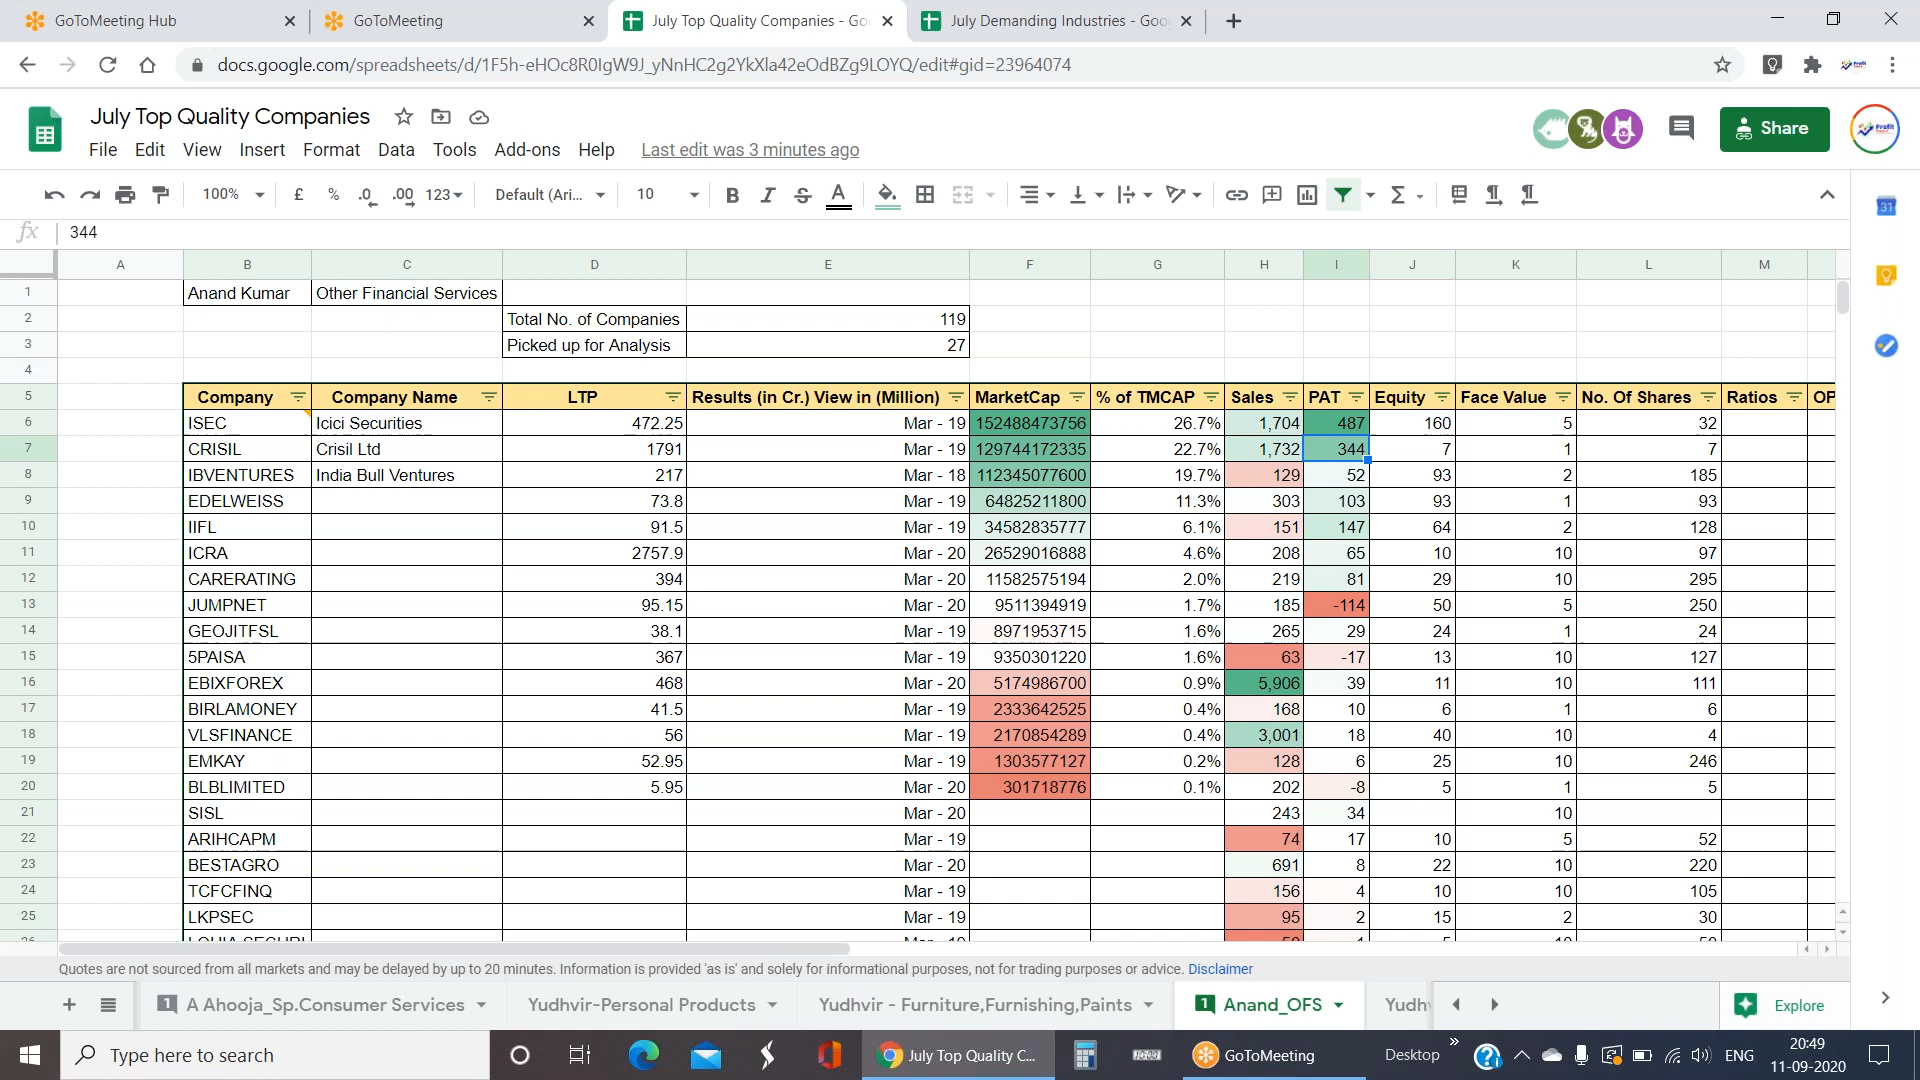 GoToMeeting Hub
GoToMeeting
July Top Quality Companies - Goo
July Demanding Industries - Goo
docs.google.com/spreadsheets/d/1F5h-eHOc8R0IgW9J_yNnHC2g2YkXla42eOdBZg9LOYQ/edit#gid=23964074
July Top Quality Companies
Share
File Edit View Insert Format Data Tools Add-ons Help Last edit was 3 minutes ago
100% £ % .0 .00 123 Default (Ari... 10 B I S A
fx 344
A B C D E F G H I J K L M
1 Anand Kumar Other Financial Services
2 Total No. of Companies 119
3 Picked up for Analysis 27
4
5 Company Company Name LTP Results (in Cr.) View in (Million) MarketCap % of TMCAP Sales PAT Equity Face Value No. Of Shares Ratios OP
6 ISEC Icici Securities 472.25 Mar - 19 152488473756 26.7% 1,704 487 160 5 32
7 CRISIL Crisil Ltd 1791 Mar - 19 129744172335 22.7% 1,732 344 7 1 7
8 IBVENTURES India Bull Ventures 217 Mar - 18 112345077600 19.7% 129 52 93 2 185
9 EDELWEISS 73.8 Mar - 19 64825211800 11.3% 303 103 93 1 93
10 IIFL 91.5 Mar - 19 34582835777 6.1% 151 147 64 2 128
11 ICRA 2757.9 Mar - 20 26529016888 4.6% 208 65 10 10 97
12 CARERATING 394 Mar - 20 11582575194 2.0% 219 81 29 10 295
13 JUMPNET 95.15 Mar - 20 9511394919 1.7% 185 -114 50 5 250
14 GEOJITFSL 38.1 Mar - 19 8971953715 1.6% 265 29 24 1 24
15 5PAISA 367 Mar - 19 9350301220 1.6% 63 -17 13 10 127
16 EBIXFOREX 468 Mar - 20 5174986700 0.9% 5,906 39 11 10 111
17 BIRLAMONEY 41.5 Mar - 19 2333642525 0.4% 168 10 6 1 6
18 VLSFINANCE 56 Mar - 19 2170854289 0.4% 3,001 18 40 10 4
19 EMKAY 52.95 Mar - 19 1303577127 0.2% 128 6 25 10 246
20 BLBLIMITED 5.95 Mar - 20 301718776 0.1% 202 -8 5 1 5
21 SISL Mar - 20 243 34 10
22 ARIHCAPM Mar - 19 74 17 10 5 52
23 BESTAGRO Mar - 20 691 8 22 10 220
24 TCFCFINQ Mar - 19 156 4 10 10 105
25 LKPSEC Mar - 19 95 2 15 2 30
Quotes are not sourced from all markets and may be delayed by up to 20 minutes. Information is provided 'as is' and solely for informational purposes, not for trading purposes or advice. Disclaimer
1 A Ahooja_Sp.Consumer Services Yudhvir-Personal Products Yudhvir - Furniture,Furnishing,Paints 1 Anand_OFS Yudhv Explore
Type here to search July Top Quality C... GoToMeeting Desktop ENG 20:49
11-09-2020